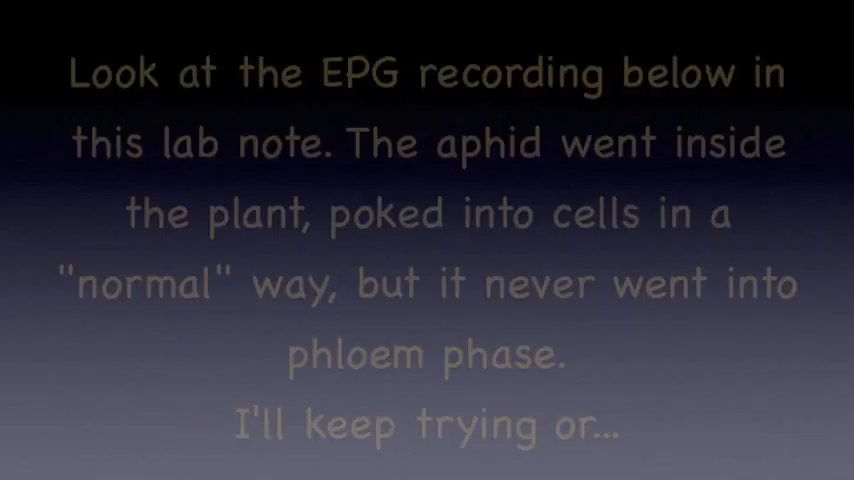 Look at the EPG recording below in
this lab note. The aphid went inside
the plant, poked into cells in a
"normal" way, but it never went into
phloem phase.
I'll keep trying or...